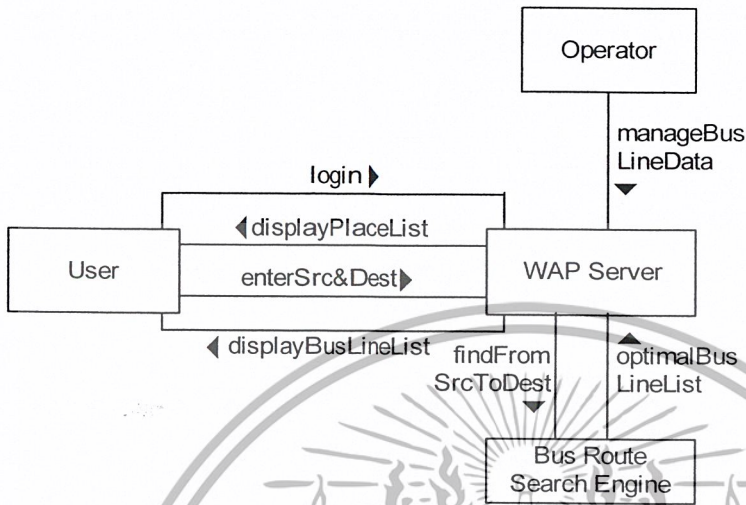 Operator
manageBus
LineData
login
displayPlaceList
User
enterSrc&Dest
WAP Server
displayBusLineList
findFrom
SrcToDest
optimalBus
LineList
Bus Route
Search Engine